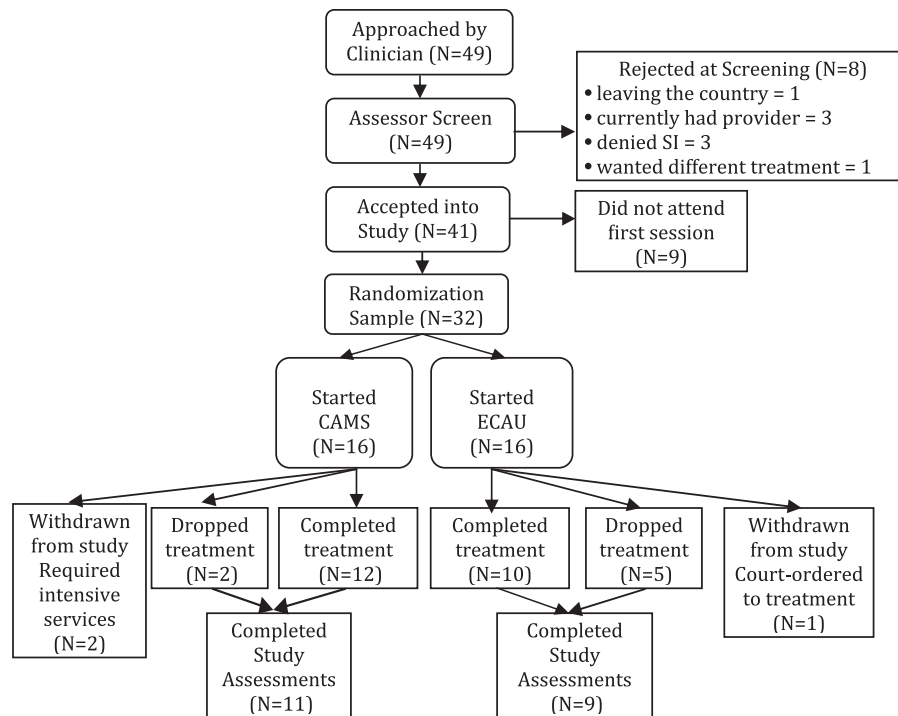 Approached by
Clinician (N=49)
Rejected at Screening (N=8)
• leaving the country = 1
• currently had provider = 3
• denied SI = 3
• wanted different treatment = 1
Assessor Screen
(N=49)
Accepted into
Study (N=41)
Did not attend
first session
(N=9)
Randomization
Sample (N=32)
Started
CAMS
(N=16)
Started
ECAU
(N=16)
Withdrawn
from study
Required
intensive
services
(N=2)
Dropped
treatment
(N=2)
Completed
treatment
(N=12)
Completed
treatment
(N=10)
Dropped
treatment
(N=5)
Withdrawn
from study
Court-ordered
to treatment
(N=1)
Completed
Study
Assessments
(N=11)
Completed
Study
Assessments
(N=9)